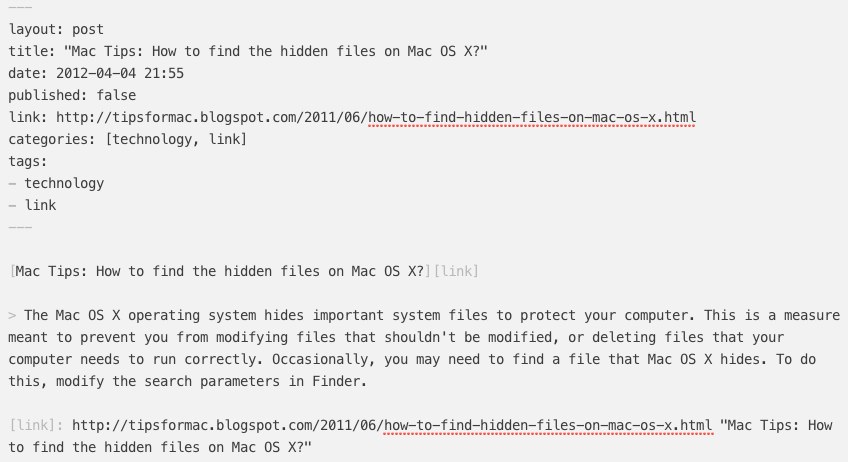 ---
layout: post
title: "Mac Tips: How to find the hidden files on Mac OS X?"
date: 2012-04-04 21:55
published: false
link: http://tipsformac.blogspot.com/2011/06/how-to-find-hidden-files-on-mac-os-x.html
categories: [technology, link]
tags:
- technology
- link
---
[Mac Tips: How to find the hidden files on Mac OS X?][link]
> The Mac OS X operating system hides important system files to protect your computer. This is a measure
meant to prevent you from modifying files that shouldn't be modified, or deleting files that your
computer needs to run correctly. Occasionally, you may need to find a file that Mac OS X hides. To do
this, modify the search parameters in Finder.
[link]: http://tipsformac.blogspot.com/2011/06/how-to-find-hidden-files-on-mac-os-x.html "Mac Tips: How
to find the hidden files on Mac OS X?"